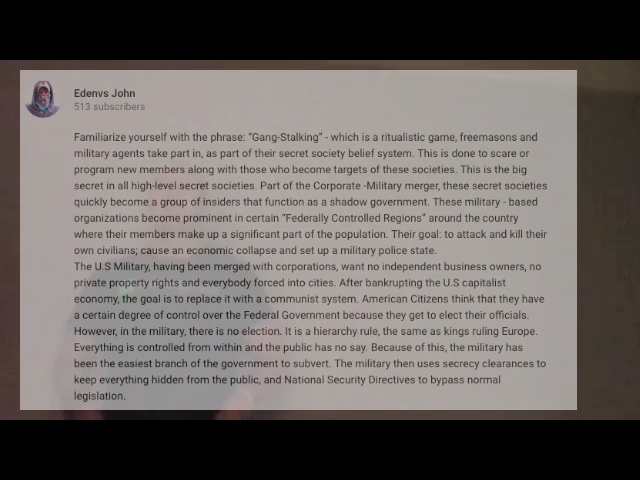 Edenvs John
513 subscribers
Familiarize yourself with the phrase: “Gang-Stalking” - which is a ritualistic game, freemasons and
military agents take part in, as part of their secret society belief system. This is done to scare or
program new members along with those who become targets of these societies. This is the big
secret in all high-level secret societies. Part of the Corporate -Military merger, these secret societies
quickly become a group of insiders that function as a shadow government. These military - based
organizations become prominent in certain “Federally Controlled Regions” around the country
where their members make up a significant part of the population. Their goal: to attack and kill their
own civilians; cause an economic collapse and set up a military police state.
The U.S Military, having been merged with corporations, want no independent business owners, no
private property rights and everybody forced into cities. After bankrupting the U.S capitalist
economy, the goal is to replace it with a communist system. American Citizens think that they have
a certain degree of control over the Federal Government because they get to elect their officials.
However, in the military, there is no election. It is a hierarchy rule, the same as kings ruling Europe.
Everything is controlled from within and the public has no say. Because of this, the military has
been the easiest branch of the government to subvert. The military then uses secrecy clearances to
keep everything hidden from the public, and National Security Directives to bypass normal
legislation.